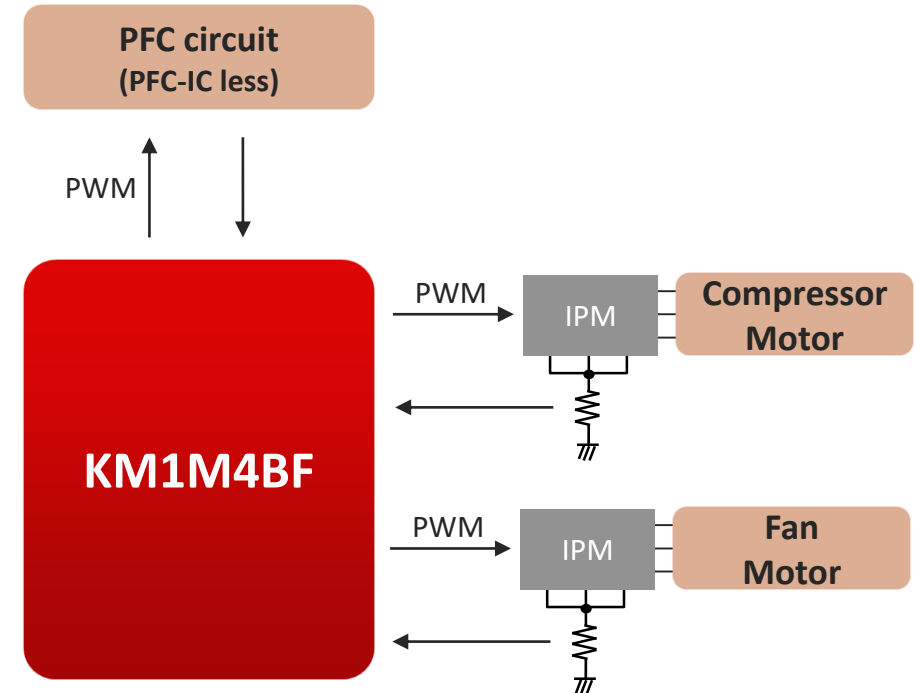 PFC circuit
(PFC-IC less)
PWM
KM1M4BF
PWM
IPM
Compressor
Motor
PWM
IPM
Fan
Motor